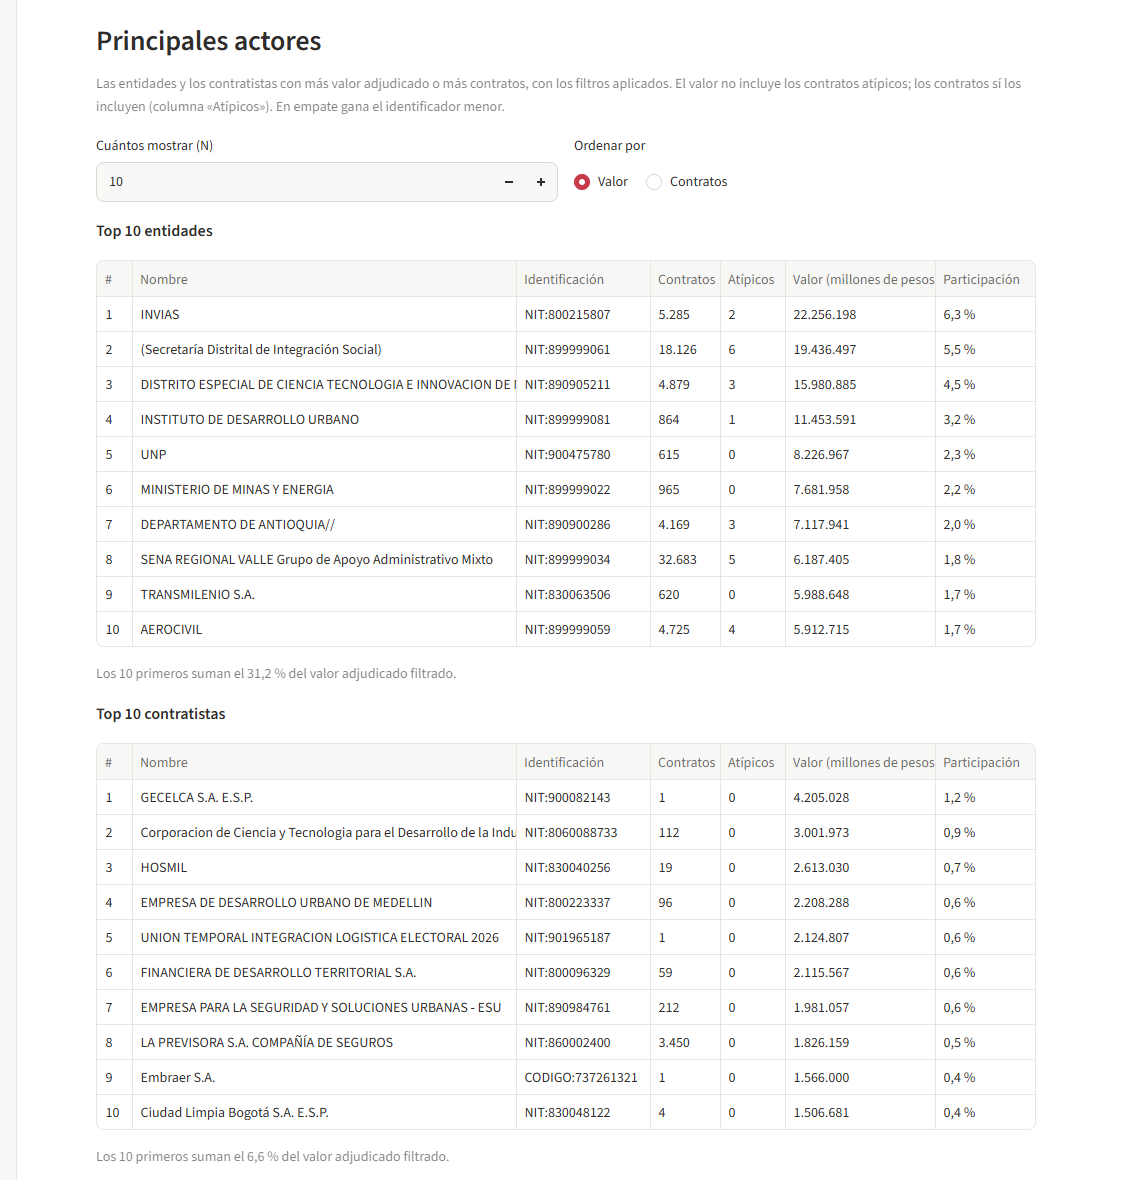 Principales actores
Las entidades y los contratistas con más valor adjudicado o más contratos, con los filtros aplicados. El valor no incluye los contratos atípicos; los contratos sí los
incluyen (columna «Atípicos»). En empate gana el identificador menor.
Cuántos mostrar (N) Ordenar por
10 − + Valor Contratos
Top 10 entidades
# Nombre Identificación Contratos Atípicos Valor (millones de pesos Participación
1 INVIAS NIT:800215807 5.285 2 22.256.198 6,3 %
2 (Secretaría Distrital de Integración Social) NIT:899999061 18.126 6 19.436.497 5,5 %
3 DISTRITO ESPECIAL DE CIENCIA TECNOLOGIA E INNOVACION DE NIT:890905211 4.879 3 15.980.885 4,5 %
4 INSTITUTO DE DESARROLLO URBANO NIT:899999081 864 1 11.453.591 3,2 %
5 UNP NIT:900475780 615 0 8.226.967 2,3 %
6 MINISTERIO DE MINAS Y ENERGIA NIT:899999022 965 0 7.681.958 2,2 %
7 DEPARTAMENTO DE ANTIOQUIA// NIT:890900286 4.169 3 7.117.941 2,0 %
8 SENA REGIONAL VALLE Grupo de Apoyo Administrativo Mixto NIT:899999034 32.683 5 6.187.405 1,8 %
9 TRANSMILENIO S.A. NIT:830063506 620 0 5.988.648 1,7 %
10 AEROCIVIL NIT:899999059 4.725 4 5.912.715 1,7 %
Los 10 primeros suman el 31,2 % del valor adjudicado filtrado.
Top 10 contratistas
# Nombre Identificación Contratos Atípicos Valor (millones de pesos Participación
1 GECELCA S.A. E.S.P. NIT:900082143 1 0 4.205.028 1,2 %
2 Corporacion de Ciencia y Tecnologia para el Desarrollo de la Indu NIT:8060088733 112 0 3.001.973 0,9 %
3 HOSMIL NIT:830040256 19 0 2.613.030 0,7 %
4 EMPRESA DE DESARROLLO URBANO DE MEDELLIN NIT:800223337 96 0 2.208.288 0,6 %
5 UNION TEMPORAL INTEGRACION LOGISTICA ELECTORAL 2026 NIT:901965187 1 0 2.124.807 0,6 %
6 FINANCIERA DE DESARROLLO TERRITORIAL S.A. NIT:800096329 59 0 2.115.567 0,6 %
7 EMPRESA PARA LA SEGURIDAD Y SOLUCIONES URBANAS - ESU NIT:890984761 212 0 1.981.057 0,6 %
8 LA PREVISORA S.A. COMPAÑÍA DE SEGUROS NIT:860002400 3.450 0 1.826.159 0,5 %
9 Embraer S.A. CODIGO:737261321 1 0 1.566.000 0,4 %
10 Ciudad Limpia Bogotá S.A. E.S.P. NIT:830048122 4 0 1.506.681 0,4 %
Los 10 primeros suman el 6,6 % del valor adjudicado filtrado.